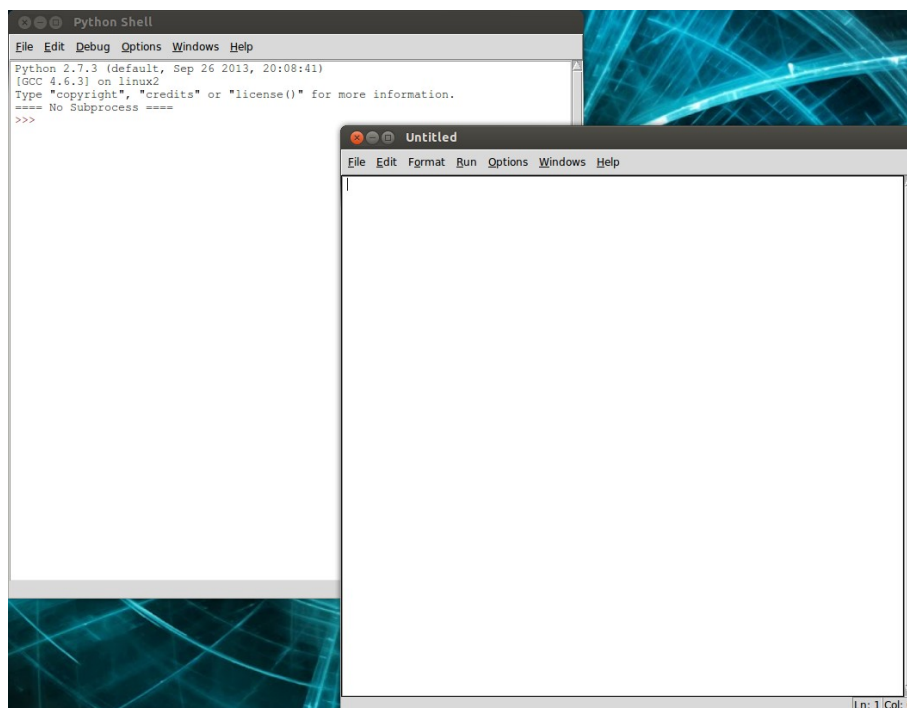 Python Shell
File Edit Debug Options Windows Help
Python 2.7.3 (default, Sep 26 2013, 20:08:41)
[GCC 4.6.3] on linux2
Type "copyright", "credits" or "license()" for more information.
==== No Subprocess ====
>>>
Untitled
File Edit Format Run Options Windows Help
Ln: 1 Col: